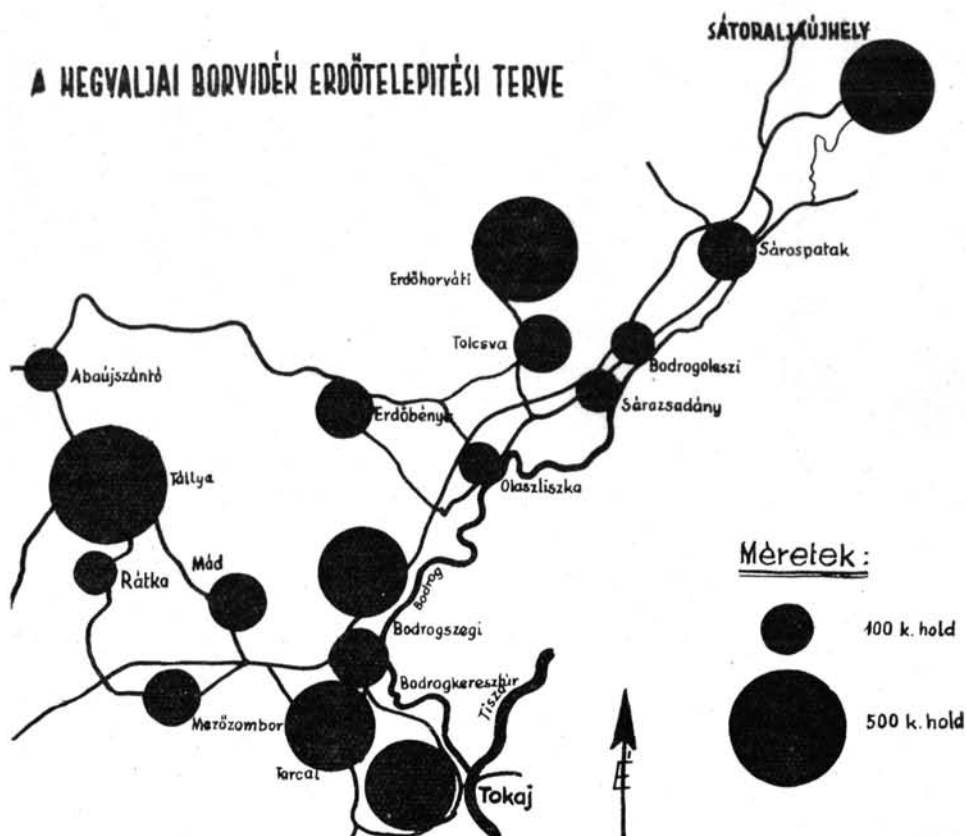 A HEGYALJAI BORVIDÉK ERDŐTELEPITÉSI TERVE
SÁTORALJAÚJHELY
Sárospatak
Erdőhorváti
Tolcsva
Bodrogolaszi
Sárazsadány
Abaújszántó
Erdőbénye
Olaszliszka
Tállya
Rátka
Mád
Bodrog
Bodrogszegi
Bodrogkeresztúr
Tisza
Mezőzombor
Tarcal
Tokaj
É
Méretek:
100 k. hold
500 k. hold